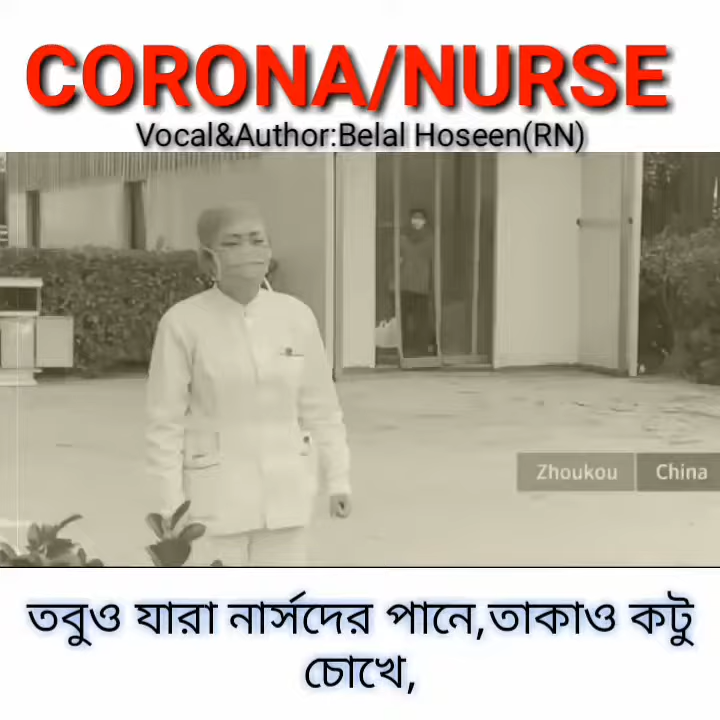 CORONA/NURSE
Vocal&Author:Belal Hoseen(RN)
Zhoukou China
তবুও যারা নার্সদের পানে,তাকাও কটু
চোখে,